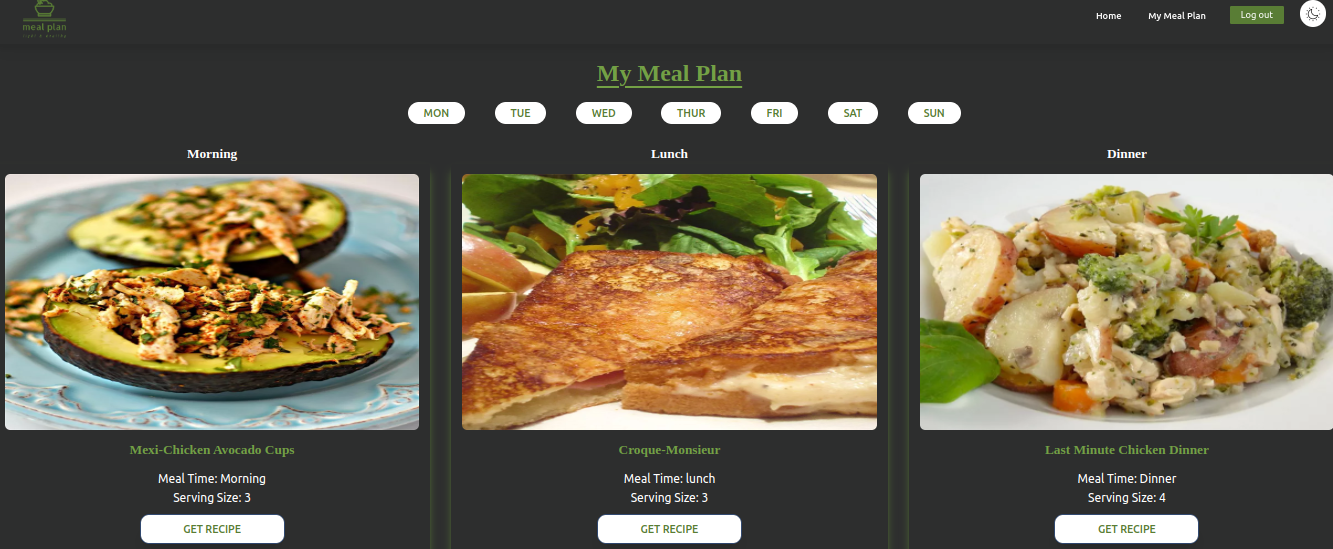 meal plan
Home
My Meal Plan
Log out
My Meal Plan
MON
TUE
WED
THUR
FRI
SAT
SUN
Morning
Lunch
Dinner
Mexi-Chicken Avocado Cups
Meal Time: Morning
Serving Size: 3
GET RECIPE
Croque-Monsieur
Meal Time: lunch
Serving Size: 3
GET RECIPE
Last Minute Chicken Dinner
Meal Time: Dinner
Serving Size: 4
GET RECIPE